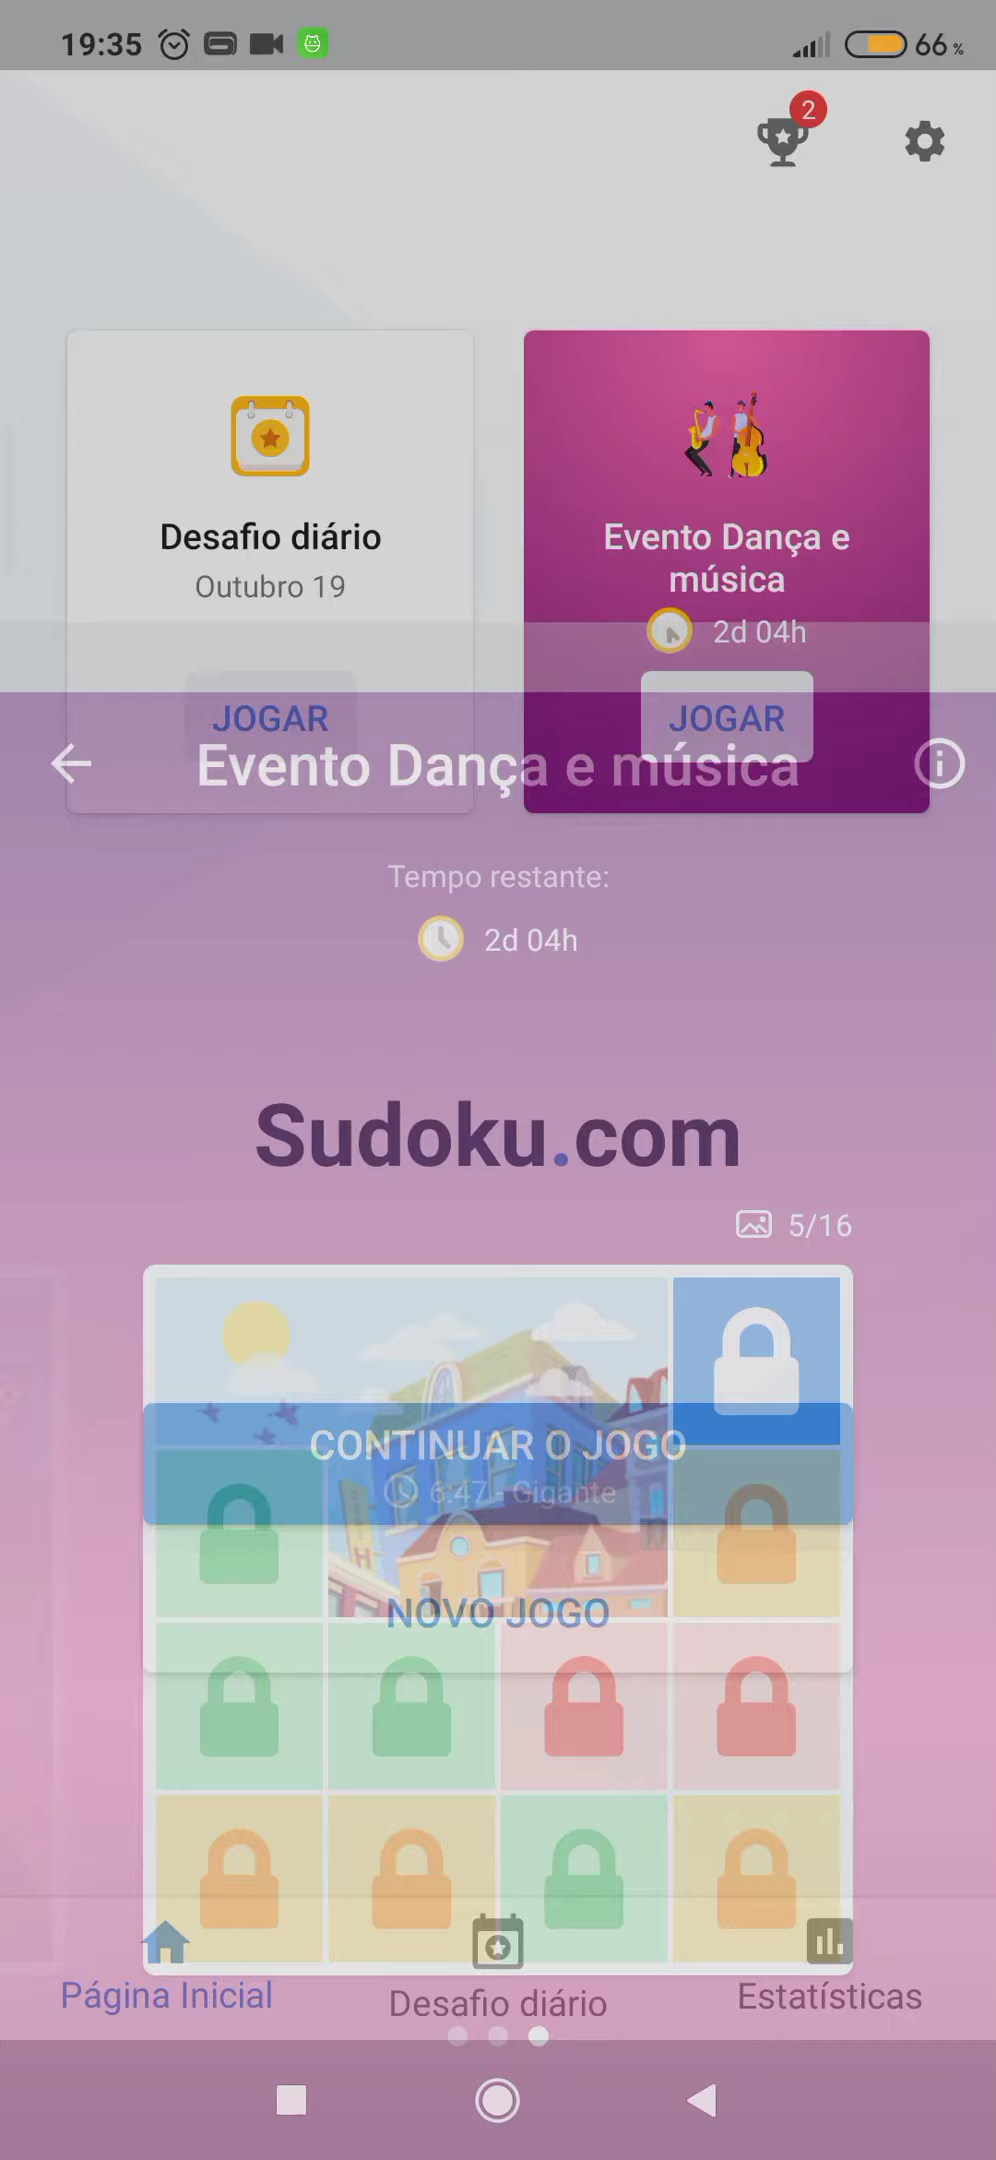 19:35
66 %
2
Desafio diário
Outubro 19
JOGAR
Evento Dança e
música
2d 04h
JOGAR
Evento Dança e música
Tempo restante:
2d 04h
Sudoku.com
5/16
CONTINUAR O JOGO
6:47 - Gigante
NOVO JOGO
Página Inicial
Desafio diário
Estatísticas